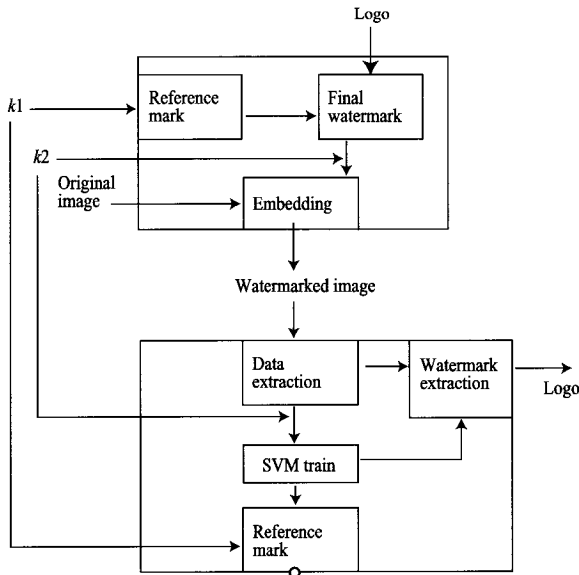 Logo
k1
Reference
mark
Final
watermark
k2
Original
image
Embedding
Watermarked image
Data
extraction
Watermark
extraction
Logo
SVM train
Reference
mark